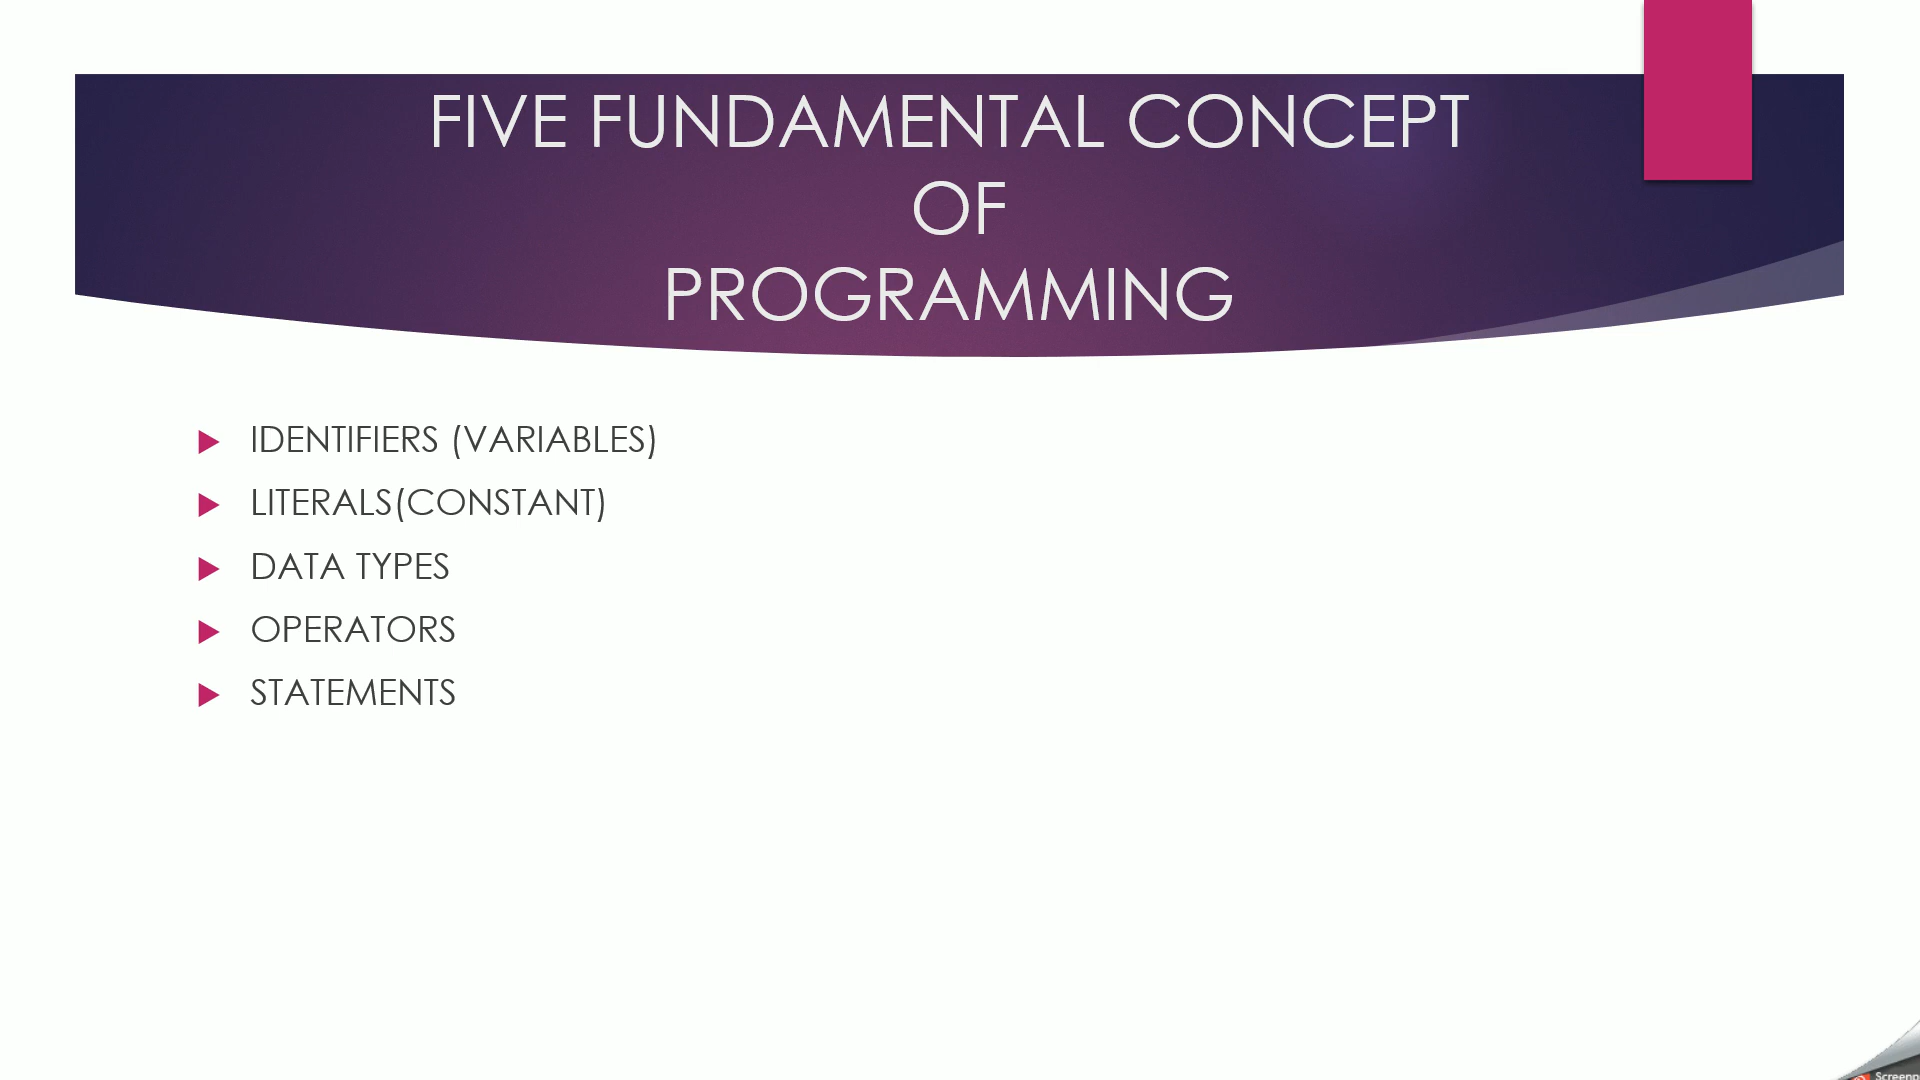 FIVE FUNDAMENTAL CONCEPT
OF
PROGRAMMING
IDENTIFIERS (VARIABLES)
LITERALS(CONSTANT)
DATA TYPES
OPERATORS
STATEMENTS